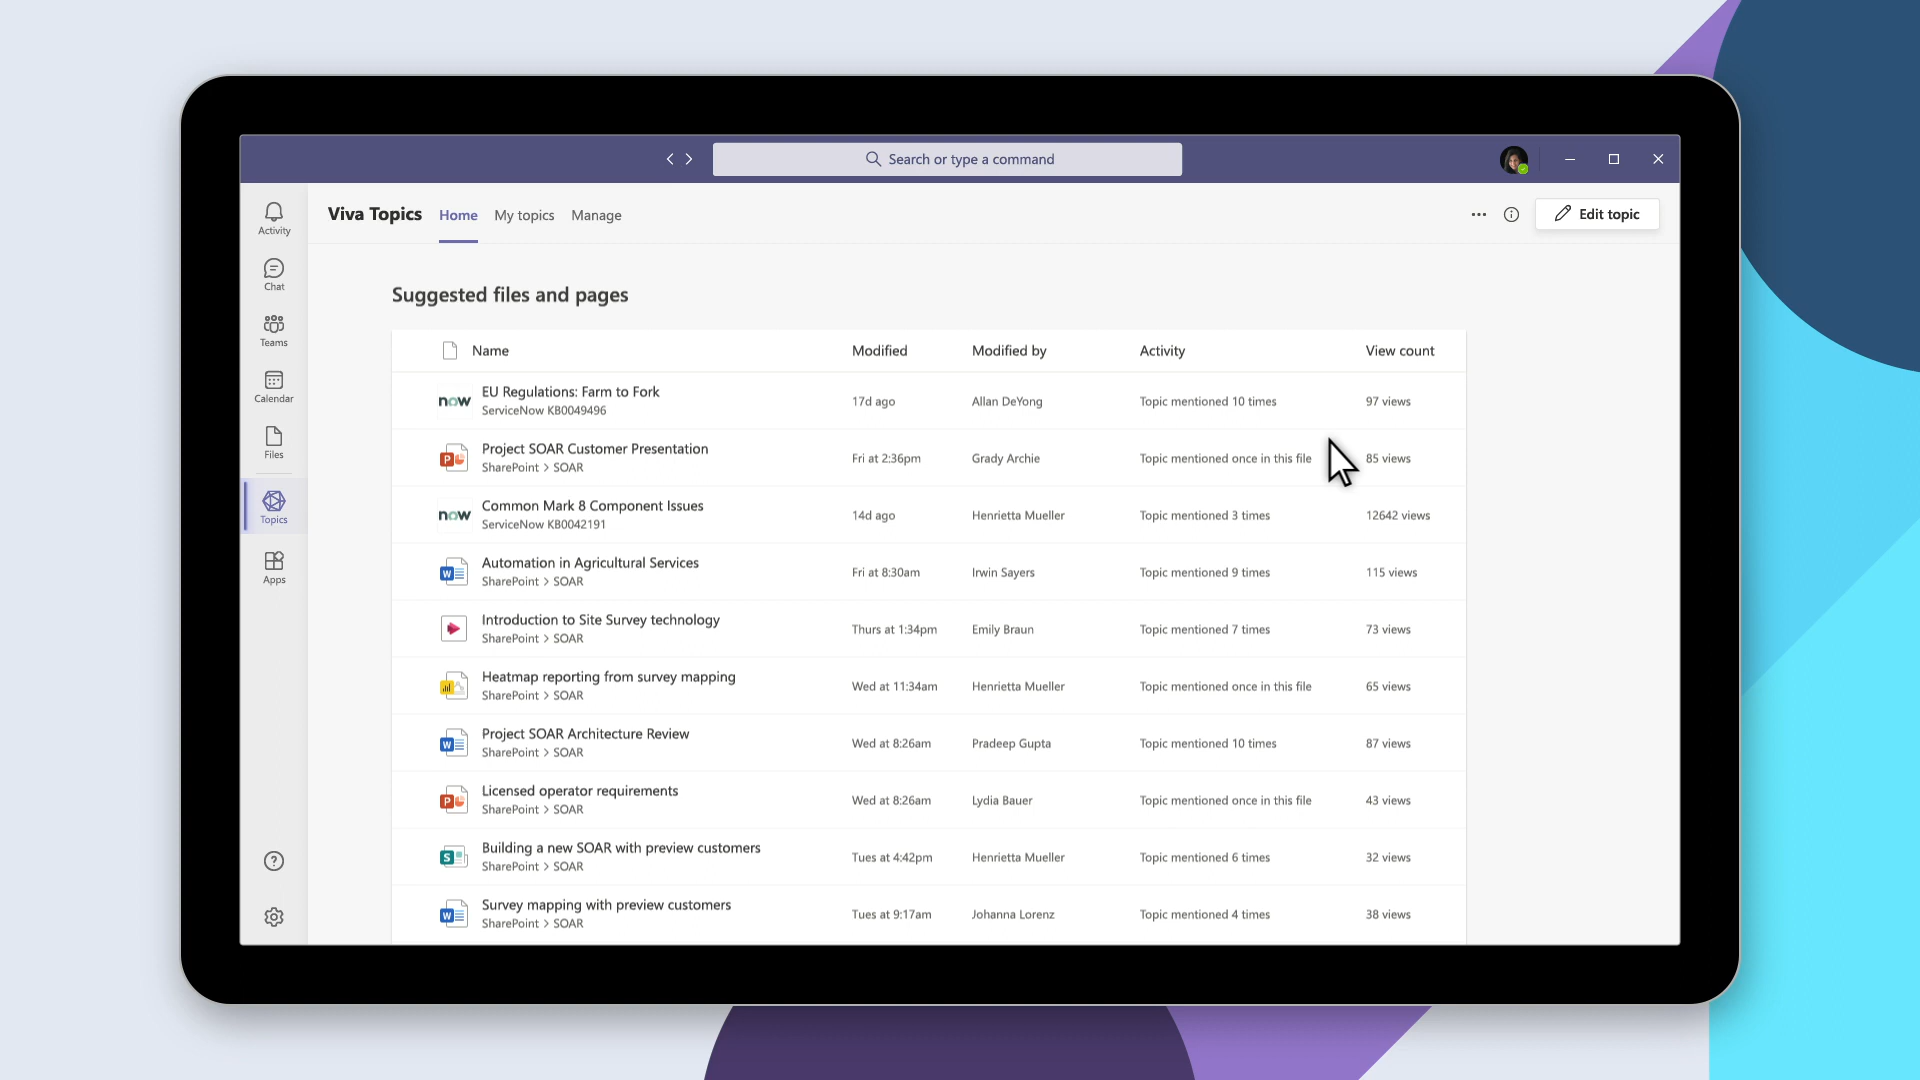 Search or type a command
Viva Topics Home My topics Manage
Edit topic
Activity
Chat
Teams
Calendar
Files
Topics
Apps
Suggested files and pages
Name Modified Modified by Activity View count
now EU Regulations: Farm to Fork 17d ago Allan DeYong Topic mentioned 10 times 97 views
ServiceNow KB0049496
P Project SOAR Customer Presentation Fri at 2:36pm Grady Archie Topic mentioned once in this file 85 views
SharePoint > SOAR
now Common Mark 8 Component Issues 14d ago Henrietta Mueller Topic mentioned 3 times 12642 views
ServiceNow KB0042191
W Automation in Agricultural Services Fri at 8:30am Irwin Sayers Topic mentioned 9 times 115 views
SharePoint > SOAR
Introduction to Site Survey technology Thurs at 1:34pm Emily Braun Topic mentioned 7 times 73 views
SharePoint > SOAR
Heatmap reporting from survey mapping Wed at 11:34am Henrietta Mueller Topic mentioned once in this file 65 views
SharePoint > SOAR
W Project SOAR Architecture Review Wed at 8:26am Pradeep Gupta Topic mentioned 10 times 87 views
SharePoint > SOAR
P Licensed operator requirements Wed at 8:26am Lydia Bauer Topic mentioned once in this file 43 views
SharePoint > SOAR
S Building a new SOAR with preview customers Tues at 4:42pm Henrietta Mueller Topic mentioned 6 times 32 views
SharePoint > SOAR
W Survey mapping with preview customers Tues at 9:17am Johanna Lorenz Topic mentioned 4 times 38 views
SharePoint > SOAR